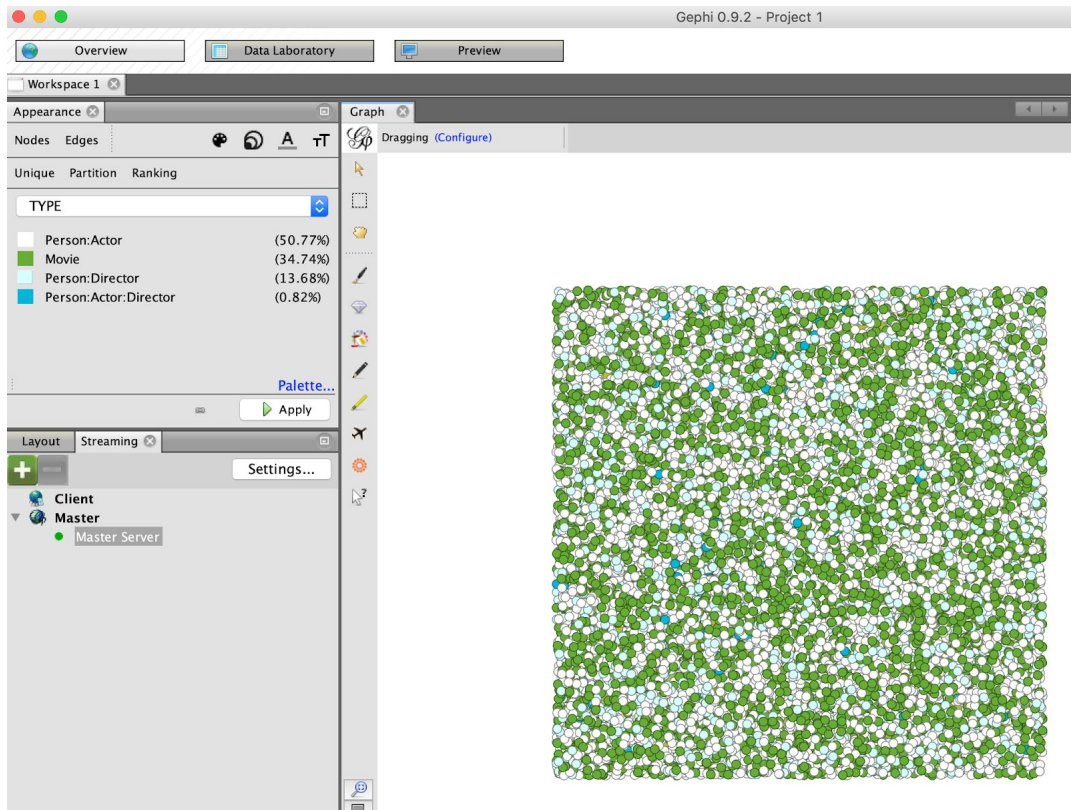 Gephi 0.9.2 - Project 1
Overview Data Laboratory Preview
Workspace 1
Appearance
Graph
Nodes Edges A TT
Dragging (Configure)
Unique Partition Ranking
TYPE
Person:Actor (50.77%)
Movie (34.74%)
Person:Director (13.68%)
Person:Actor:Director (0.82%)
Palette...
Apply
Layout Streaming
Settings...
Client
Master
Master Server